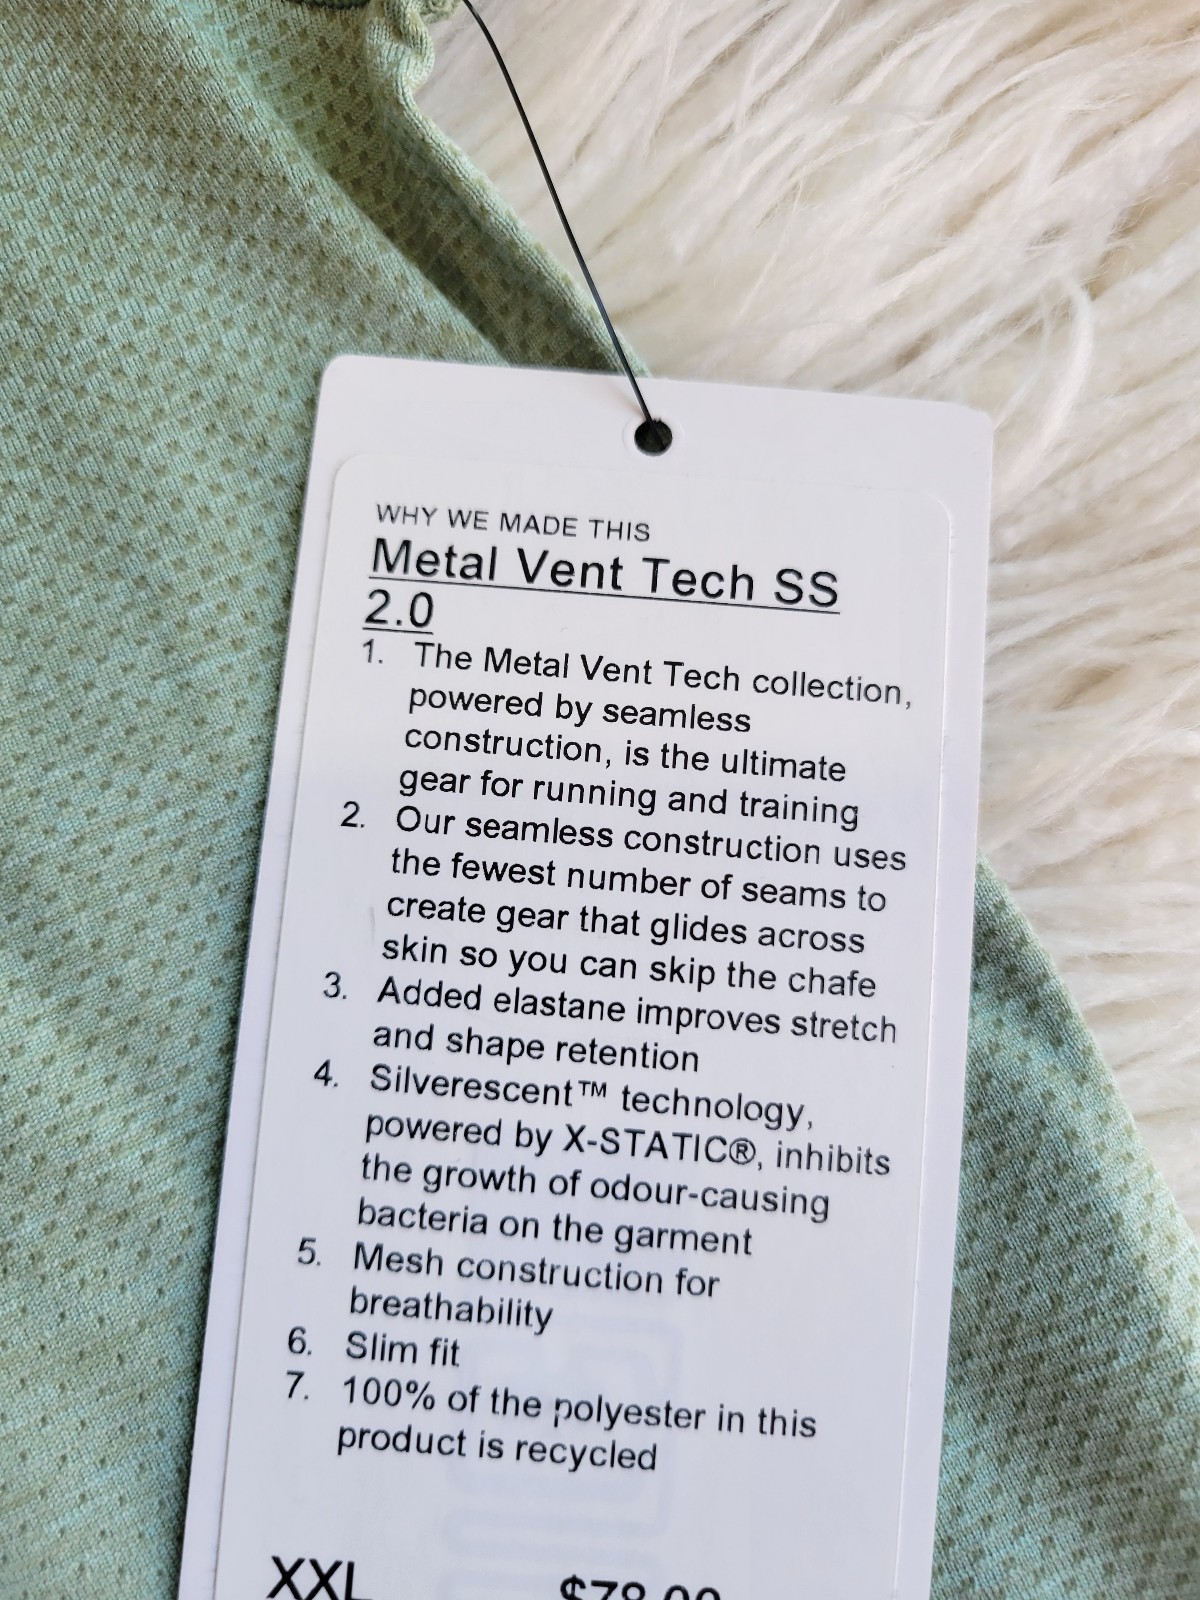 WHY WE MADE THIS
Metal Vent Tech SS
2.0
1. The Metal Vent Tech collection,
powered by seamless
construction, is the ultimate
gear for running and training
2. Our seamless construction uses
the fewest number of seams to
create gear that glides across
skin so you can skip the chafe
3. Added elastane improves stretch
and shape retention
4. Silverescent™ technology,
powered by X-STATIC®, inhibits
the growth of odour-causing
bacteria on the garment
5. Mesh construction for
breathability
6. Slim fit
7. 100% of the polyester in this
product is recycled
XXL $78.00